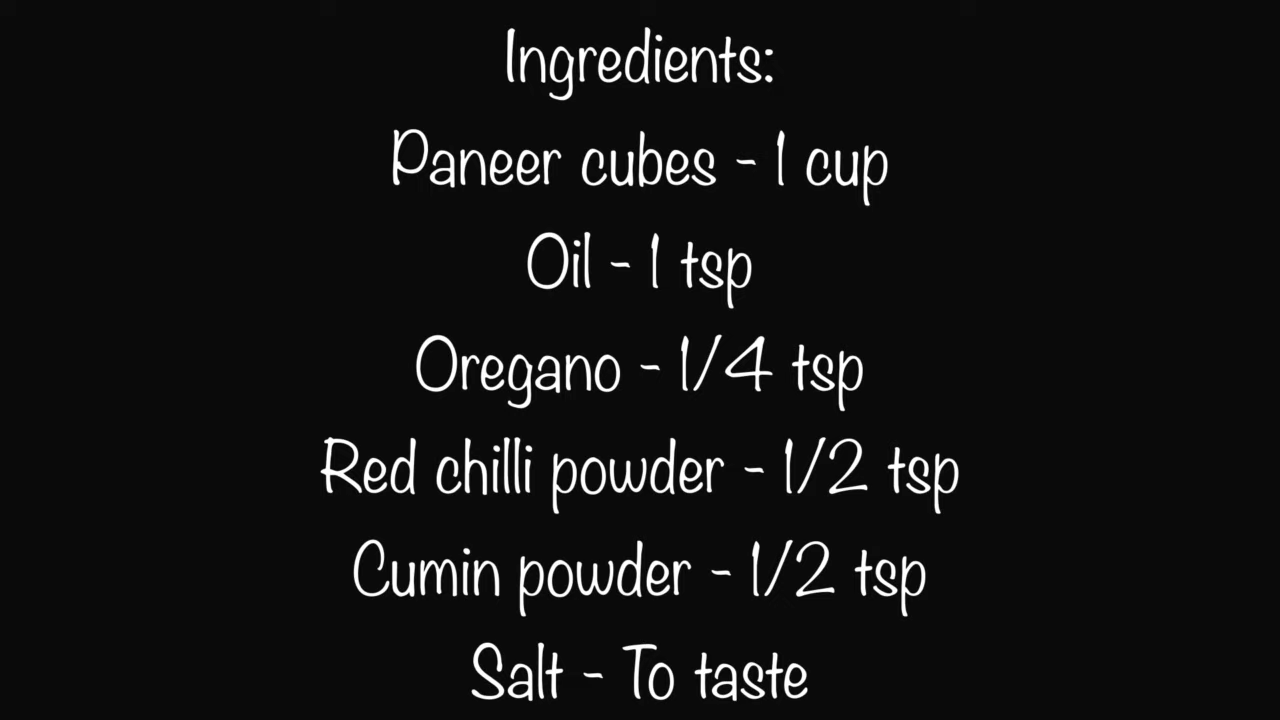 Ingredients:
Paneer cubes - 1 cup
Oil - 1 tsp
Oregano - 1/4 tsp
Red chilli powder - 1/2 tsp
Cumin powder - 1/2 tsp
Salt - To taste